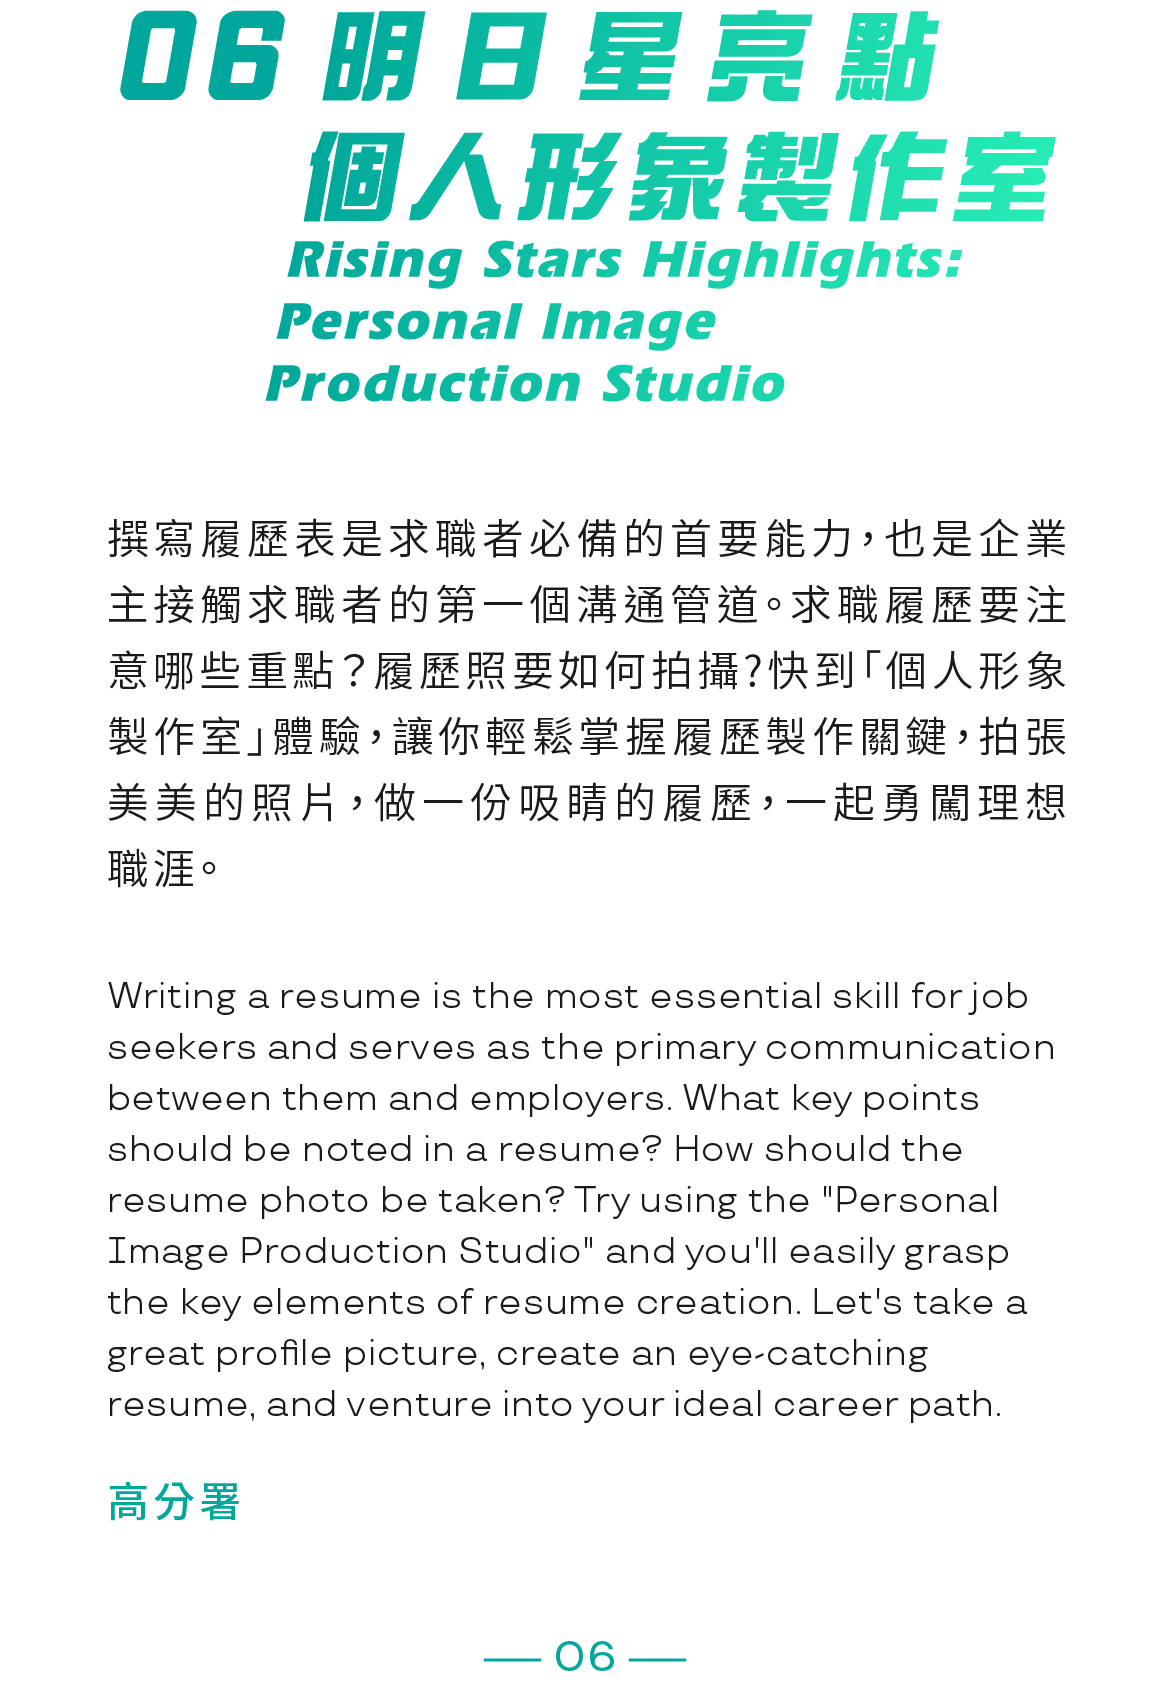 06 明日星亮點
個人形象製作室
Rising Stars Highlights:
Personal Image
Production Studio
撰寫履歷表是求職者必備的首要能力，也是企業
主接觸求職者的第一個溝通管道。求職履歷要注
意哪些重點？履歷照要如何拍攝？快到「個人形象
製作室」體驗，讓你輕鬆掌握履歷製作關鍵，拍張
美美的照片，做一份吸睛的履歷，一起勇闖理想
職涯。
Writing a resume is the most essential skill for job
seekers and serves as the primary communication
between them and employers. What key points
should be noted in a resume? How should the
resume photo be taken? Try using the "Personal
Image Production Studio" and you'll easily grasp
the key elements of resume creation. Let's take a
great profile picture, create an eye-catching
resume, and venture into your ideal career path.
高分署
— 06 —